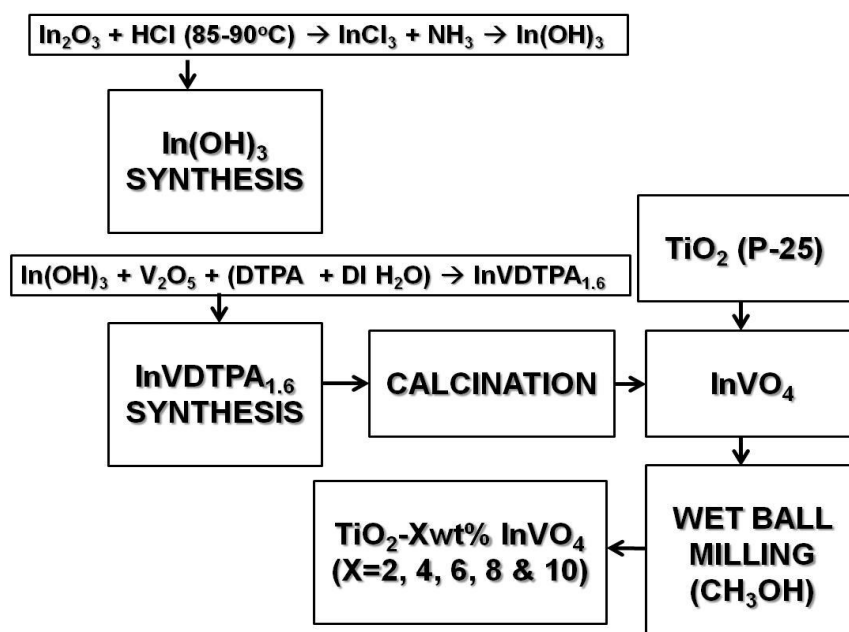 In₂O₃ + HCl (85-90°C) → InCl₃ + NH₃ → In(OH)₃
In(OH)₃
SYNTHESIS
TiO₂ (P-25)
In(OH)₃ + V₂O₅ + (DTPA + DI H₂O) → InVDTPA₁.₆
InVDTPA₁.₆
SYNTHESIS
CALCINATION
InVO₄
TiO₂-Xwt% InVO₄
(X=2, 4, 6, 8 & 10)
WET BALL
MILLING
(CH₃OH)